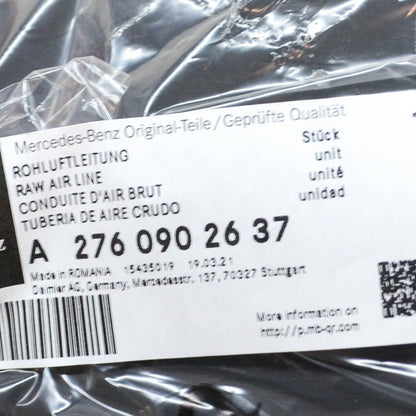 Mercedes-Benz Original-Teile/Geprüfte Qualität
ROHLUFTLEITUNG Stück
RAW AIR LINE unit
CONDUITE D'AIR BRUT unité
TUBERIA DE AIRE CRUDO unidad
A 276 090 26 37
Made in ROMANIA 15435019 19.03.21
Daimler AG, Germany, Mercedesstr. 137, 70327 Stuttgart
More information on
http://p.mb-qr.com